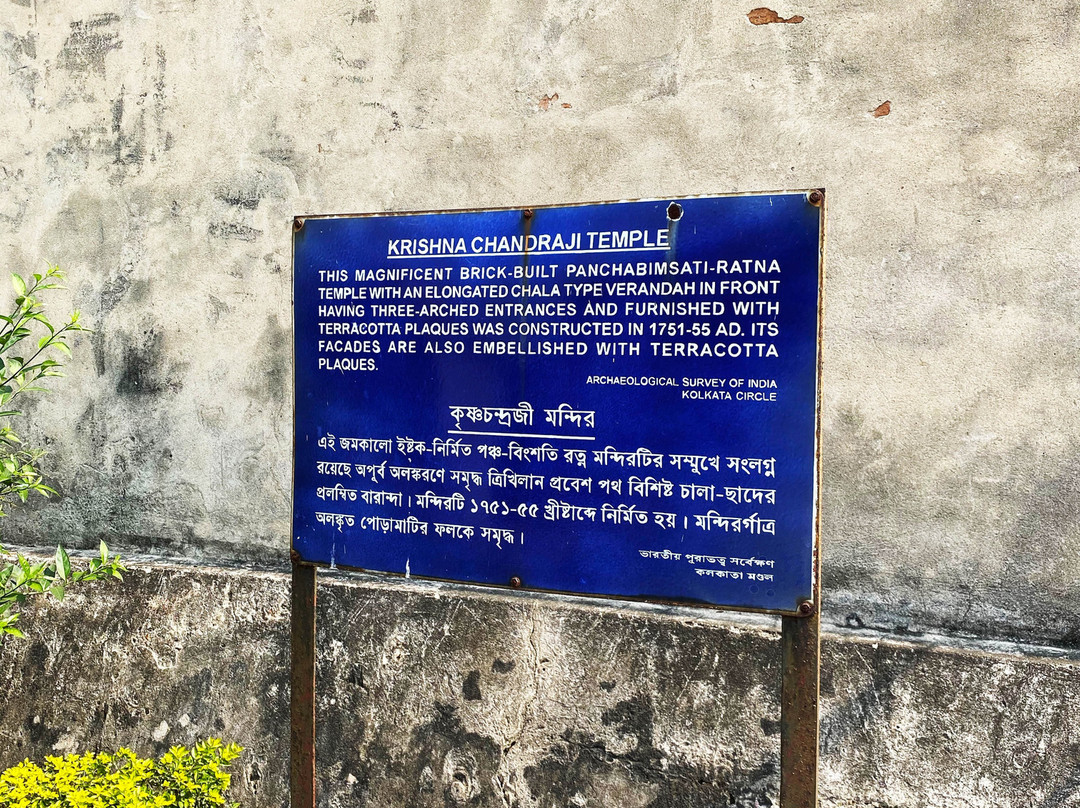 KRISHNA CHANDRAJI TEMPLE
THIS MAGNIFICENT BRICK-BUILT PANCHABIMSATI-RATNA
TEMPLE WITH AN ELONGATED CHALA TYPE VERANDAH IN FRONT
HAVING THREE-ARCHED ENTRANCES AND FURNISHED WITH
TERRACOTTA PLAQUES WAS CONSTRUCTED IN 1751-55 AD. ITS
FACADES ARE ALSO EMBELLISHED WITH TERRACOTTA
PLAQUES.
ARCHAEOLOGICAL SURVEY OF INDIA
KOLKATA CIRCLE
কৃষ্ণচন্দ্রজী মন্দির
এই জমকালো ইষ্টক-নির্মিত পঞ্চ-বিংশতি রত্ন মন্দিরটির সম্মুখে সংলগ্ন
রয়েছে অপূর্ব অলঙ্করণে সমৃদ্ধ ত্রিখিলান প্রবেশ পথ বিশিষ্ট চালা-ছাদের
প্রলম্বিত বারান্দা। মন্দিরটি ১৭৫১-৫৫ খ্রীষ্টাব্দে নির্মিত হয়। মন্দিরর্গাত্র
অলঙ্কৃত পোড়ামাটির ফলকে সমৃদ্ধ।
ভারতীয় পুরাতত্ব সর্বেক্ষণ
কলকাতা মণ্ডল